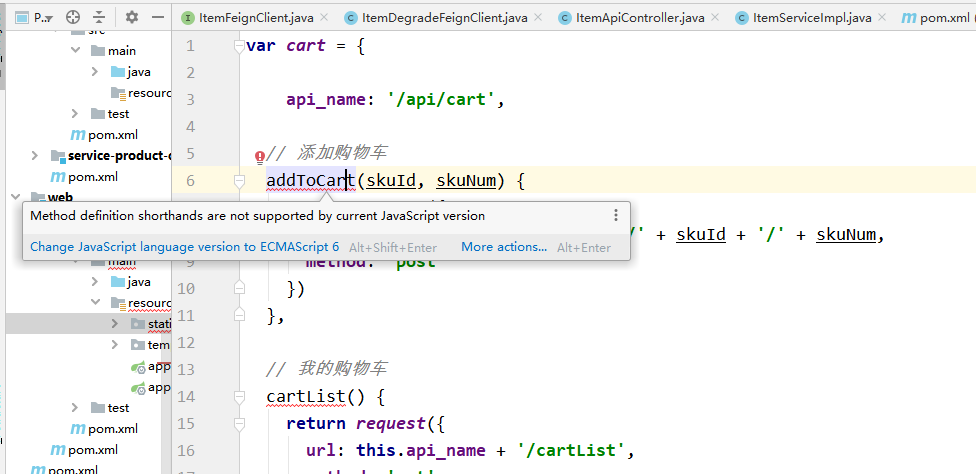 P..
ItemFeignClient.java
ItemDegradeFeignClient.java
ItemApiController.java
ItemServiceImpl.java
pom.xml
src
main
java
resourc
test
pom.xml
service-product-c
pom.xml
web
main
java
resourc
stati
tem
app
app
test
pom.xml
pom.xml
pom.xml
1 var cart = {
2
3 api_name: '/api/cart',
4
5 // 添加购物车
6 addToCart(skuId, skuNum) {
Method definition shorthands are not supported by current JavaScript version
Change JavaScript language version to ECMAScript 6 Alt+Shift+Enter More actions... Alt+Enter
/' + skuId + '/' + skuNum,
9 method: 'post'
10 })
11 },
12
13 // 我的购物车
14 cartList() {
15 return request({
16 url: this.api_name + '/cartList',
17